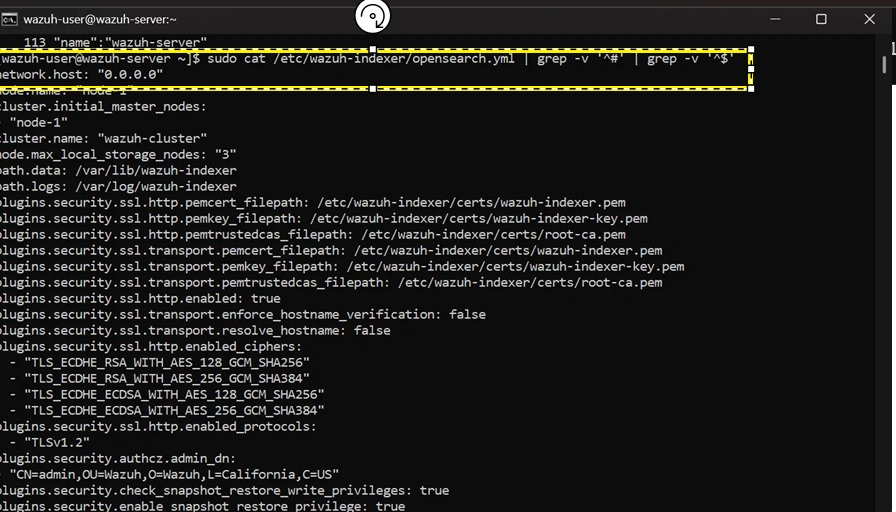 wazuh-user@wazuh-server:~
113 "name":"wazuh-server"
wazuh-user@wazuh-server ~]$ sudo cat /etc/wazuh-indexer/opensearch.yml | grep -v '^#' | grep -v '^$'
network.host: "0.0.0.0"
node.name: "node-1"
cluster.initial_master_nodes:
"node-1"
cluster.name: "wazuh-cluster"
node.max_local_storage_nodes: "3"
path.data: /var/lib/wazuh-indexer
path.logs: /var/log/wazuh-indexer
plugins.security.ssl.http.pemcert_filepath: /etc/wazuh-indexer/certs/wazuh-indexer.pem
plugins.security.ssl.http.pemkey_filepath: /etc/wazuh-indexer/certs/wazuh-indexer-key.pem
plugins.security.ssl.http.pemtrustedcas_filepath: /etc/wazuh-indexer/certs/root-ca.pem
plugins.security.ssl.transport.pemcert_filepath: /etc/wazuh-indexer/certs/wazuh-indexer.pem
plugins.security.ssl.transport.pemkey_filepath: /etc/wazuh-indexer/certs/wazuh-indexer-key.pem
plugins.security.ssl.transport.pemtrustedcas_filepath: /etc/wazuh-indexer/certs/root-ca.pem
plugins.security.ssl.http.enabled: true
plugins.security.ssl.transport.enforce_hostname_verification: false
plugins.security.ssl.transport.resolve_hostname: false
plugins.security.ssl.http.enabled_ciphers:
- "TLS_ECDHE_RSA_WITH_AES_128_GCM_SHA256"
- "TLS_ECDHE_RSA_WITH_AES_256_GCM_SHA384"
- "TLS_ECDHE_ECDSA_WITH_AES_128_GCM_SHA256"
- "TLS_ECDHE_ECDSA_WITH_AES_256_GCM_SHA384"
plugins.security.ssl.http.enabled_protocols:
- "TLSv1.2"
plugins.security.authcz.admin_dn:
"CN=admin,OU=Wazuh,O=Wazuh,L=California,C=US"
plugins.security.check_snapshot_restore_write_privileges: true
plugins.security.enable_snapshot_restore_privilege: true